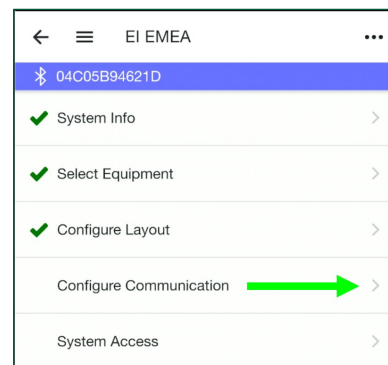 EI EMEA
04C05B94621D
System Info
Select Equipment
Configure Layout
Configure Communication
System Access